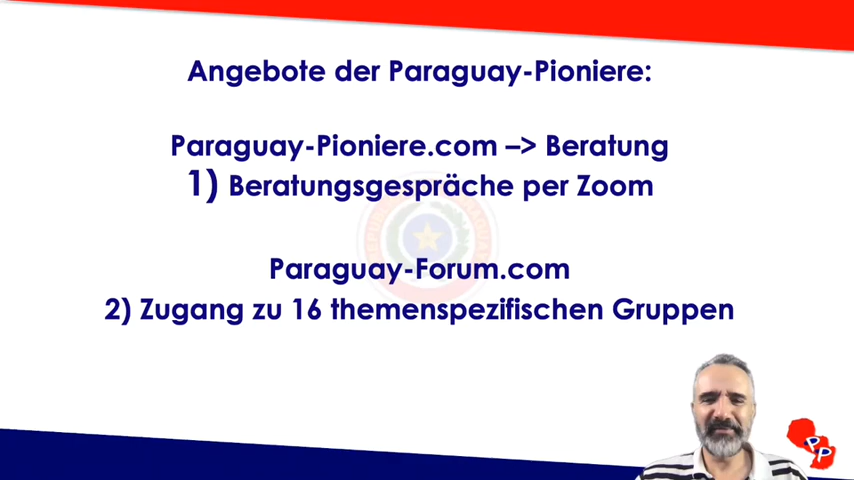 Angebote der Paraguay-Pioniere:
Paraguay-Pioniere.com –> Beratung
1) Beratungsgespräche per Zoom
Paraguay-Forum.com
2) Zugang zu 16 themenspezifischen Gruppen
PP